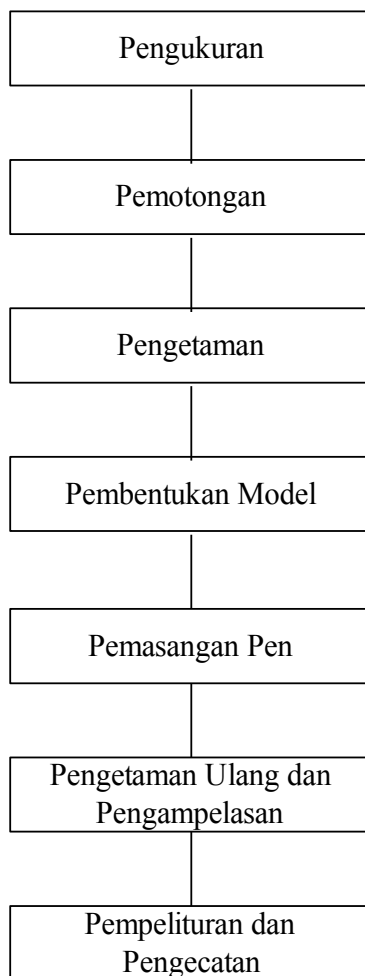 Pengukuran
Pemotongan
Pengetaman
Pembentukan Model
Pemasangan Pen
Pengetaman Ulang dan
Pengampelasan
Pempelituran dan
Pengecatan